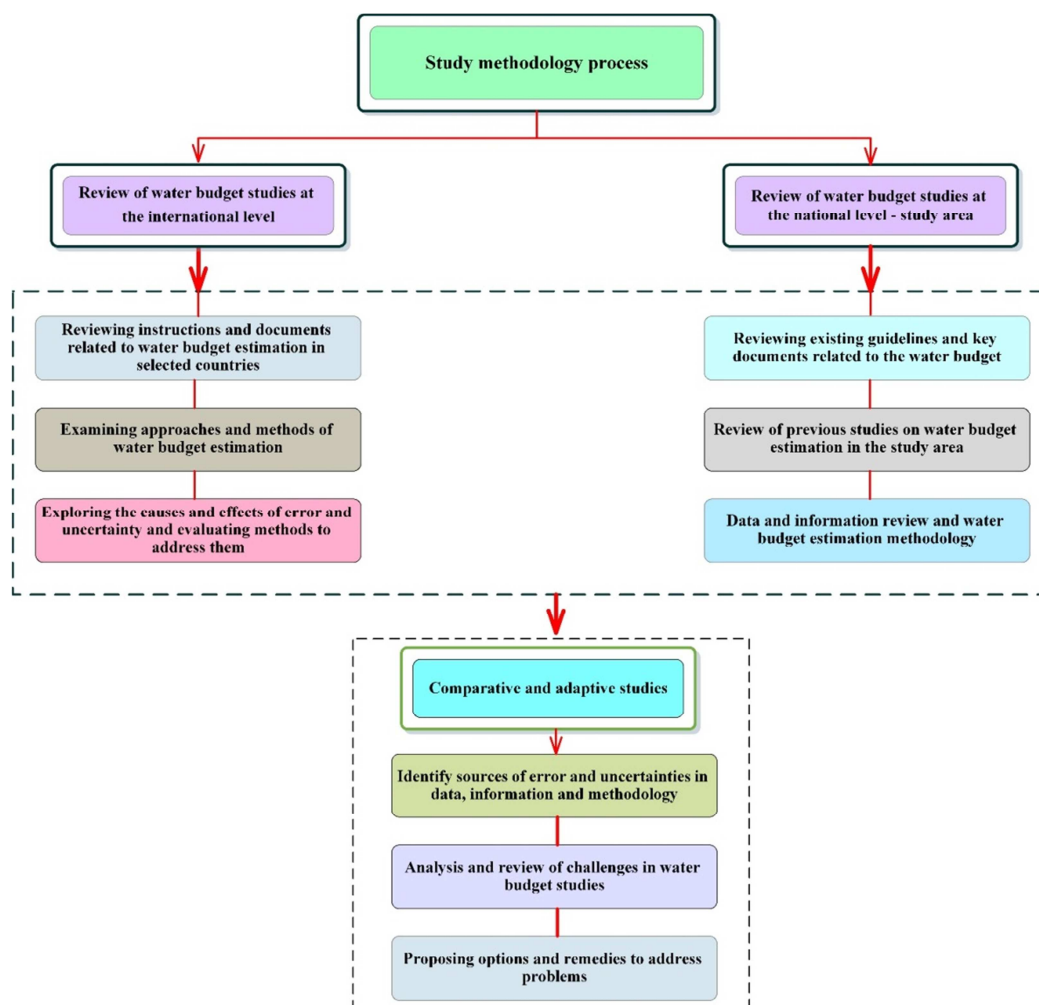 Study methodology process
Review of water budget studies at
the international level
Review of water budget studies at
the national level - study area
Reviewing instructions and documents
related to water budget estimation in
selected countries
Examining approaches and methods of
water budget estimation
Exploring the causes and effects of error and
uncertainty and evaluating methods to
address them
Reviewing existing guidelines and key
documents related to the water budget
Review of previous studies on water budget
estimation in the study area
Data and information review and water
budget estimation methodology
Comparative and adaptive studies
Identify sources of error and uncertainties in
data, information and methodology
Analysis and review of challenges in water
budget studies
Proposing options and remedies to address
problems